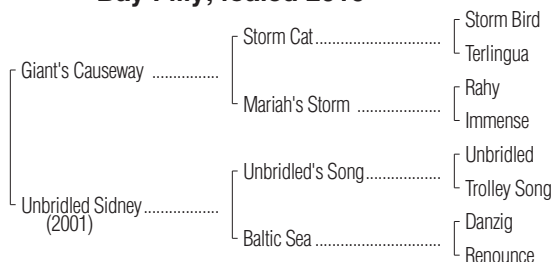 Bay Filly, foaled
Storm Bird
Storm Cat
Terlingua
Giant's Causeway
Rahy
Mariah's Storm
Immense
Unbridled
Unbridled's Song
Trolley Song
Unbridled Sidney
(2001)
Danzig
Baltic Sea
Renounce